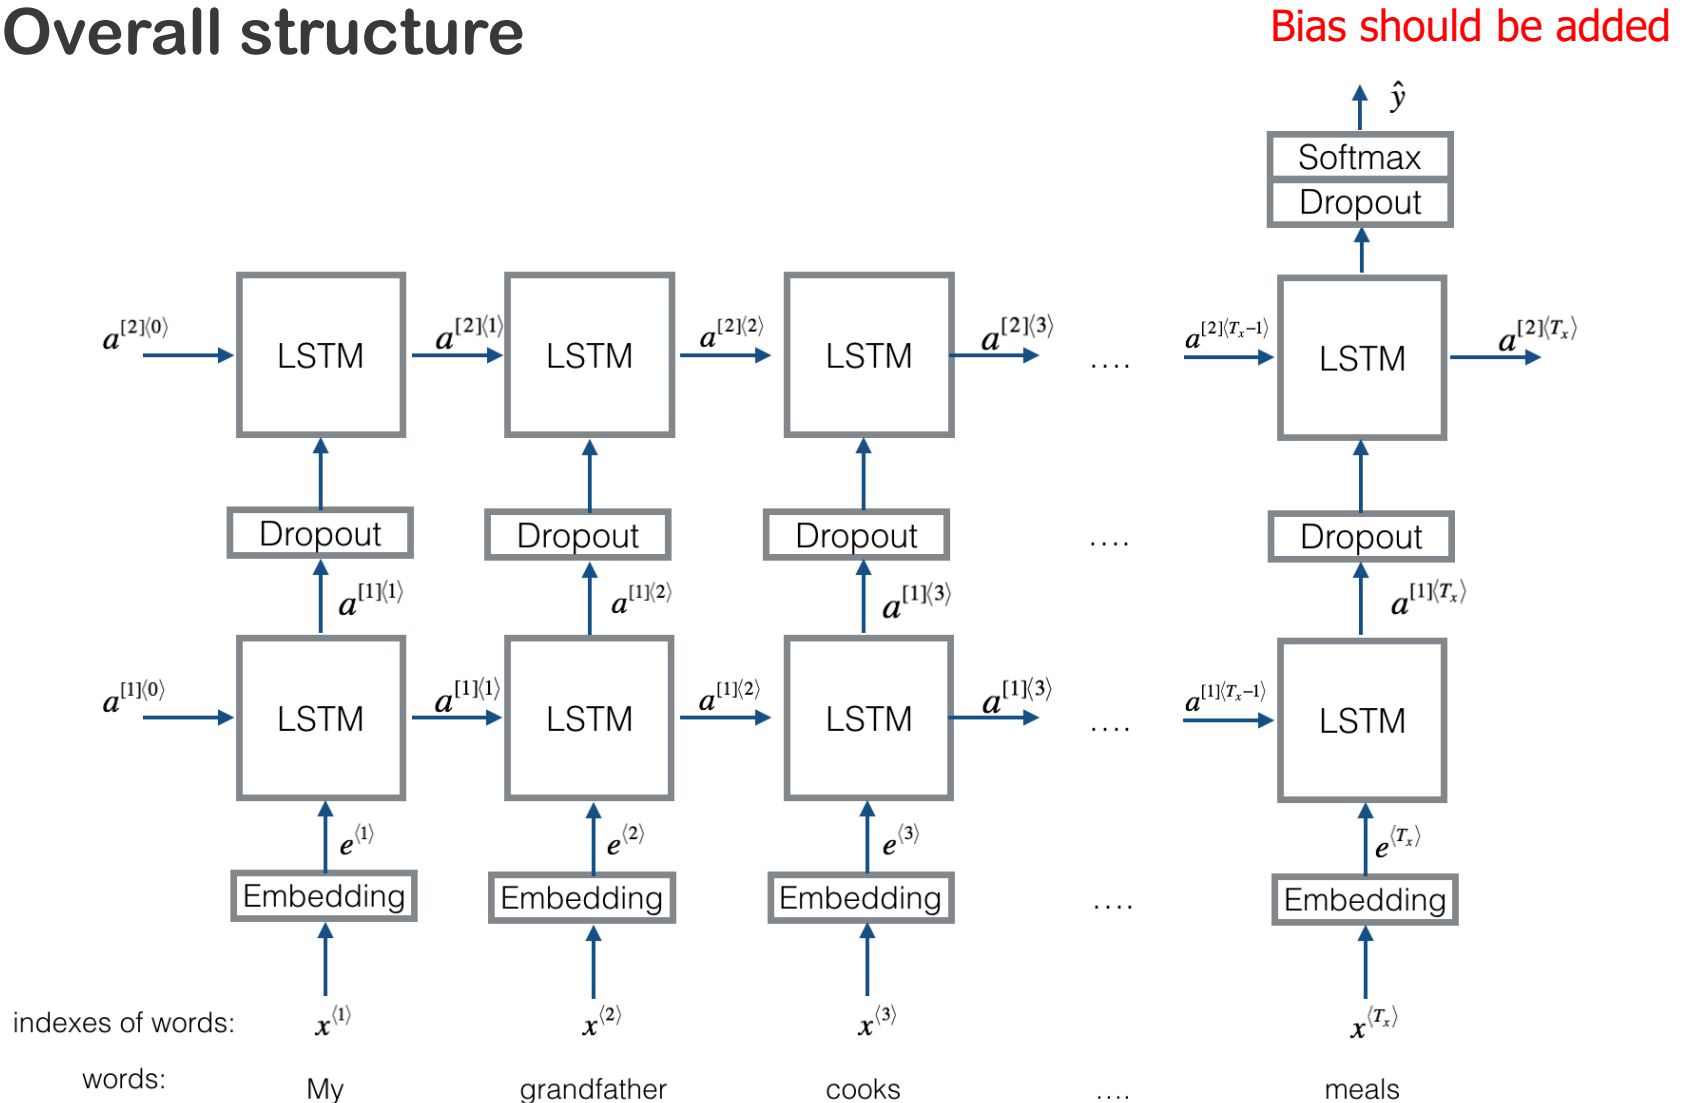 Overall structure
Bias should be added
ŷ
Softmax
Dropout
a^{[2]⟨0⟩} LSTM a^{[2]⟨1⟩} LSTM a^{[2]⟨2⟩} LSTM a^{[2]⟨3⟩} .... a^{[2]⟨T_x−1⟩} LSTM a^{[2]⟨T_x⟩}
Dropout Dropout Dropout .... Dropout
a^{[1]⟨1⟩} a^{[1]⟨2⟩} a^{[1]⟨3⟩} a^{[1]⟨T_x⟩}
a^{[1]⟨0⟩} LSTM a^{[1]⟨1⟩} LSTM a^{[1]⟨2⟩} LSTM a^{[1]⟨3⟩} .... a^{[1]⟨T_x−1⟩} LSTM
e^{⟨1⟩} e^{⟨2⟩} e^{⟨3⟩} e^{⟨T_x⟩}
Embedding Embedding Embedding .... Embedding
indexes of words: x^{⟨1⟩} x^{⟨2⟩} x^{⟨3⟩} x^{⟨T_x⟩}
words: My grandfather cooks .... meals